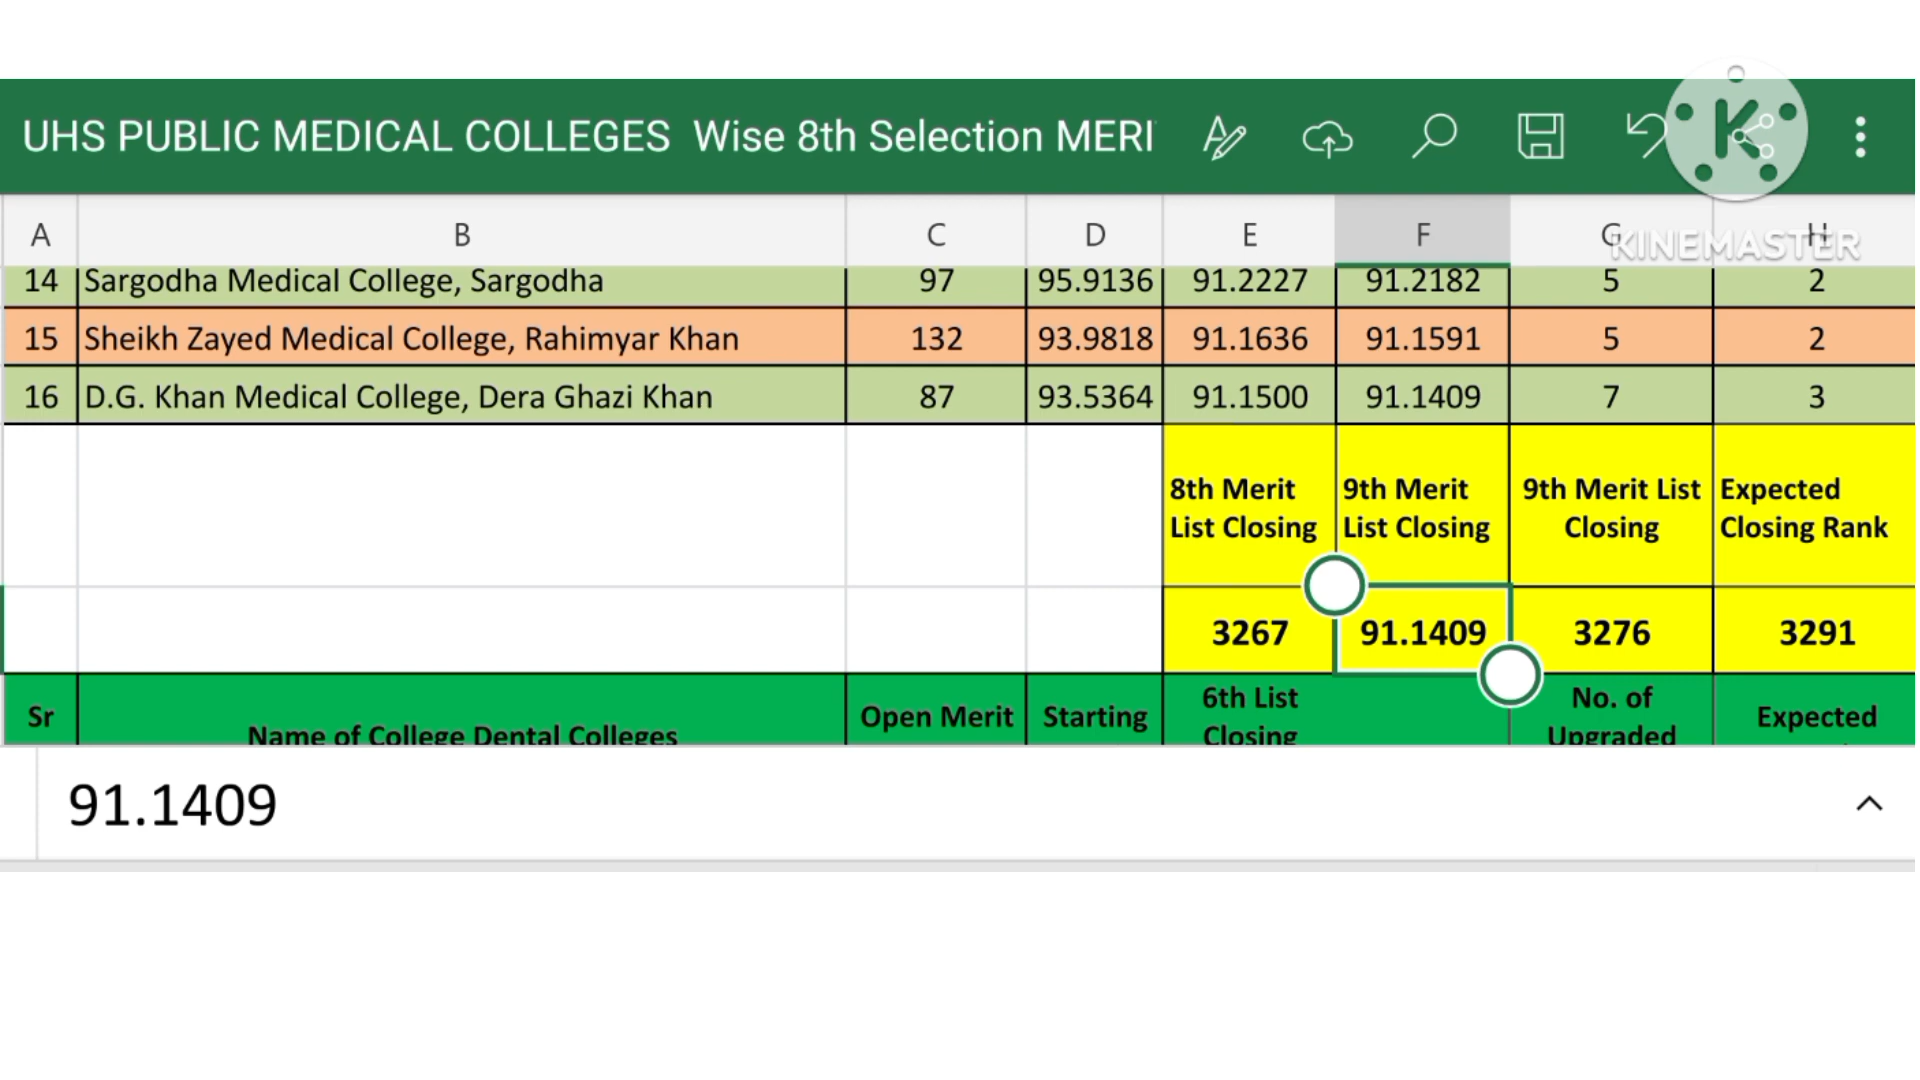 UHS PUBLIC MEDICAL COLLEGES Wise 8th Selection MERI
K
KINEMASTER
A B C D E F G H
14 Sargodha Medical College, Sargodha 97 95.9136 91.2227 91.2182 5 2
15 Sheikh Zayed Medical College, Rahimyar Khan 132 93.9818 91.1636 91.1591 5 2
16 D.G. Khan Medical College, Dera Ghazi Khan 87 93.5364 91.1500 91.1409 7 3
8th Merit 9th Merit 9th Merit List Expected
List Closing List Closing Closing Closing Rank
3267 91.1409 3276 3291
Sr Name of College Dental Colleges Open Merit Starting 6th List No. of Expected
Closing Upgraded
91.1409